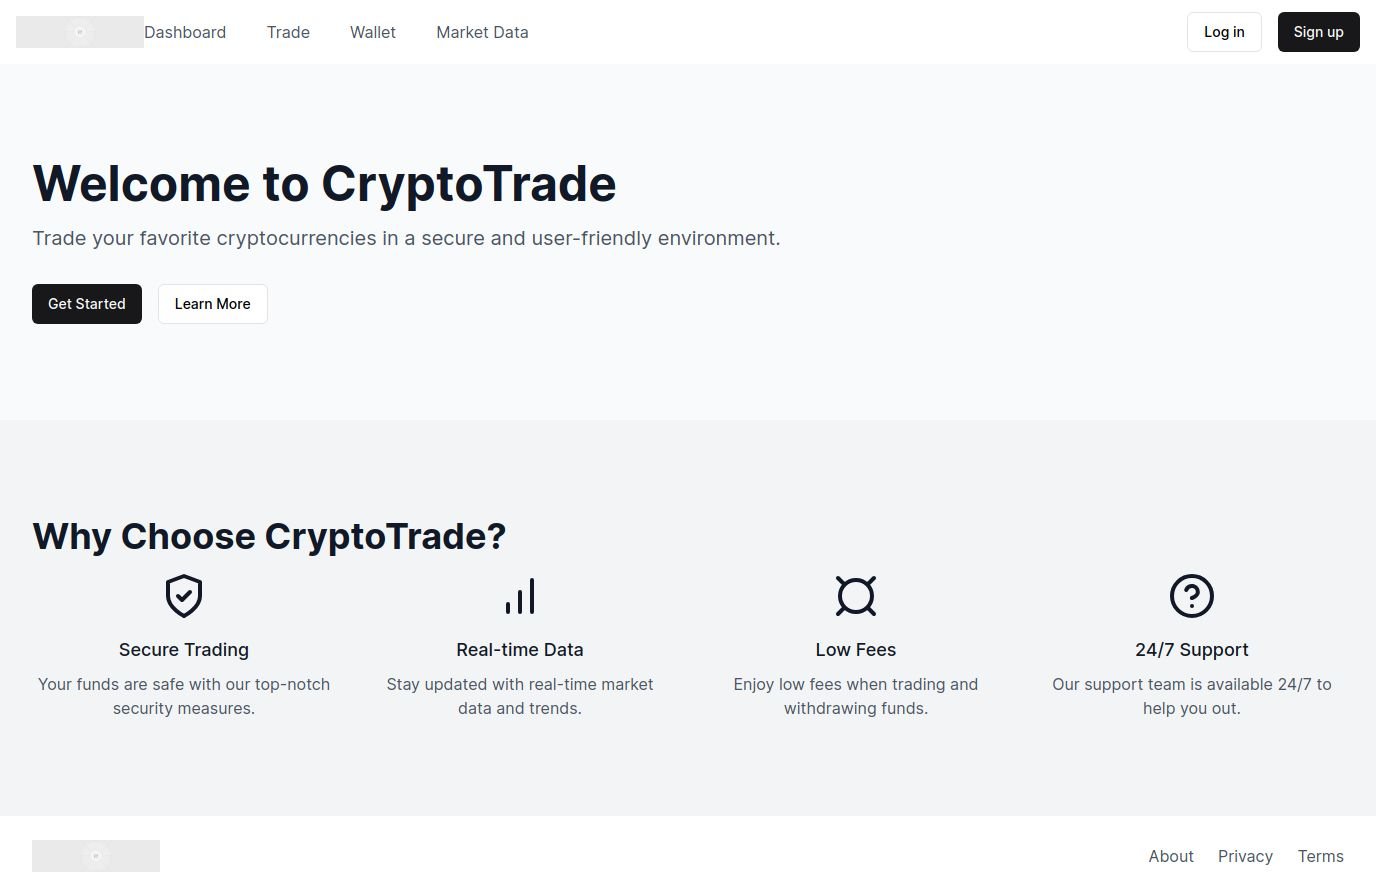 Dashboard Trade Wallet Market Data Log in Sign up
Welcome to CryptoTrade
Trade your favorite cryptocurrencies in a secure and user-friendly environment.
Get Started Learn More
Why Choose CryptoTrade?
Secure Trading Real-time Data Low Fees 24/7 Support
Your funds are safe with our top-notch
security measures.
Stay updated with real-time market
data and trends.
Enjoy low fees when trading and
withdrawing funds.
Our support team is available 24/7 to
help you out.
About Privacy Terms